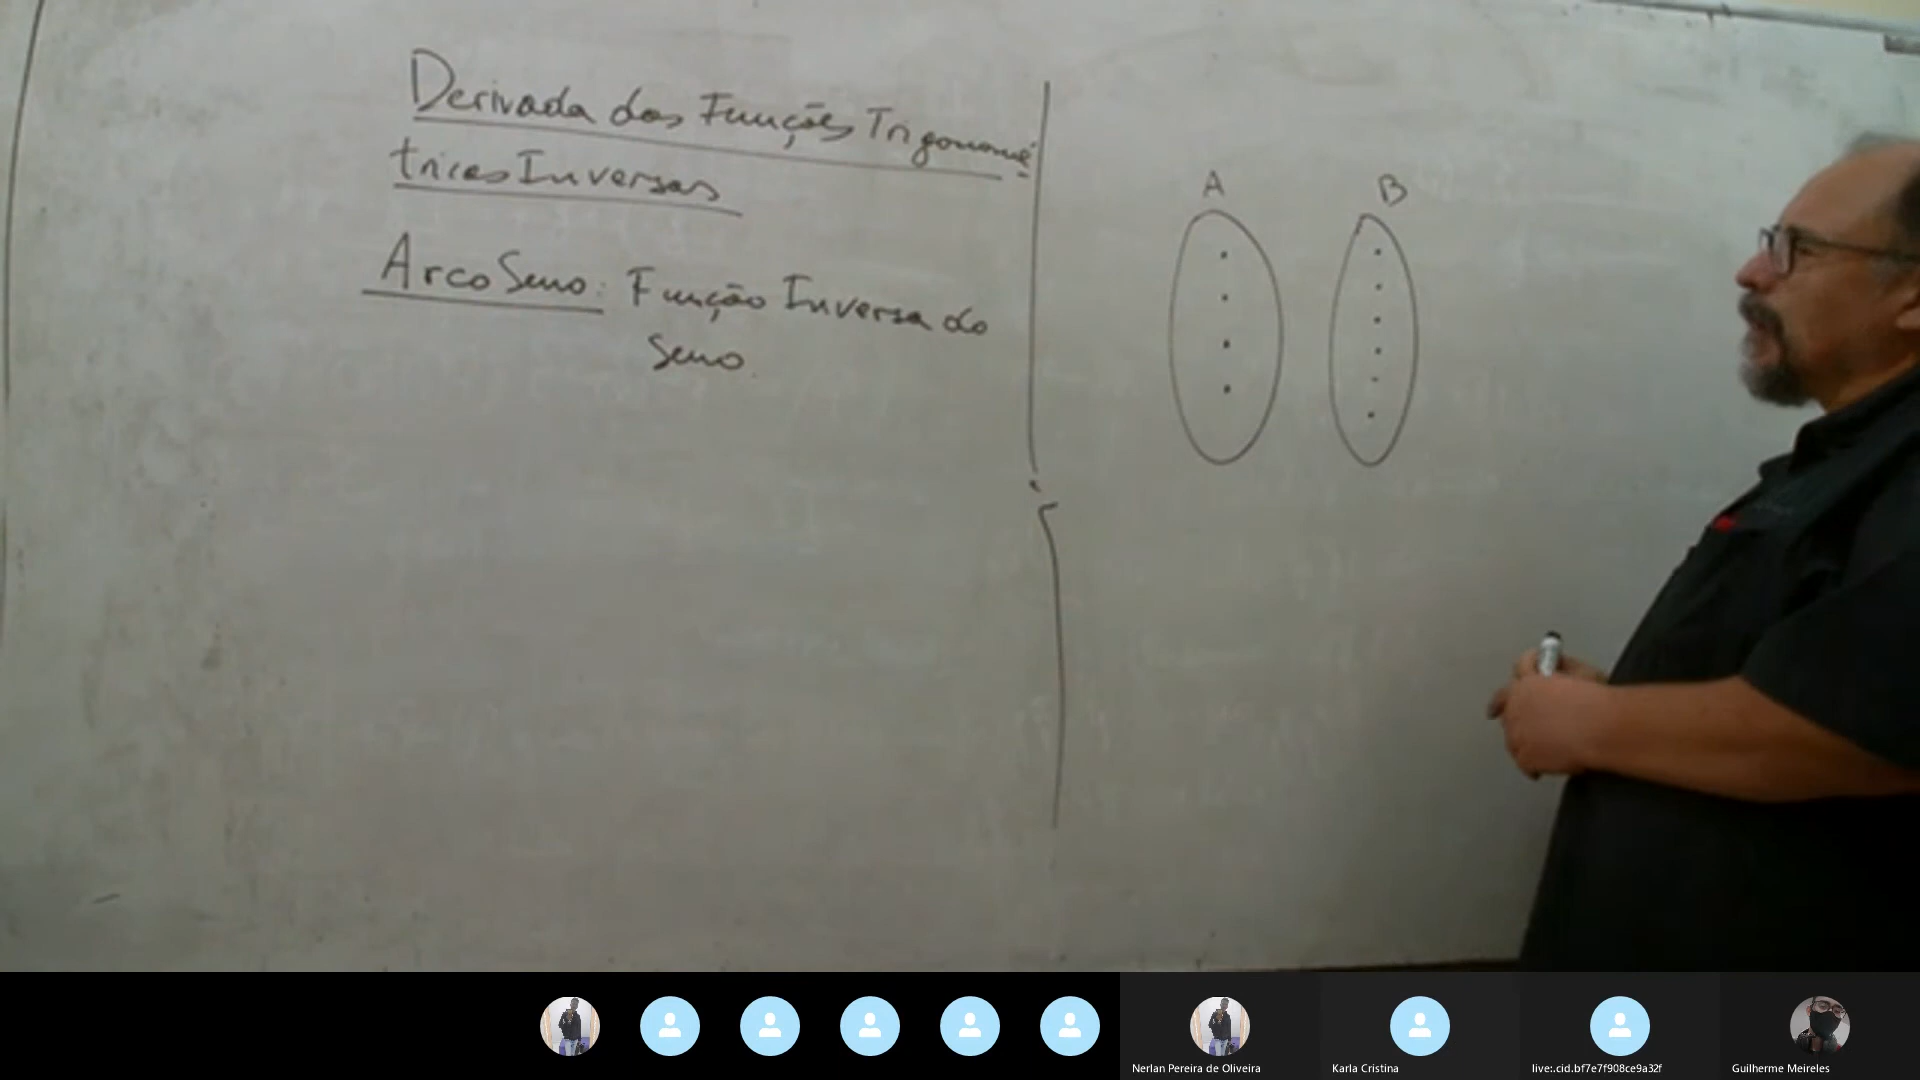 Derivada das Funções Trigonomé
tricas Inversas
Arco Seno: Função Inversa do
Seno.
A
B
Nerlan Pereira de Oliveira
Karla Cristina
live:.cid.bf7e7f908ce9a32f
Guilherme Meireles